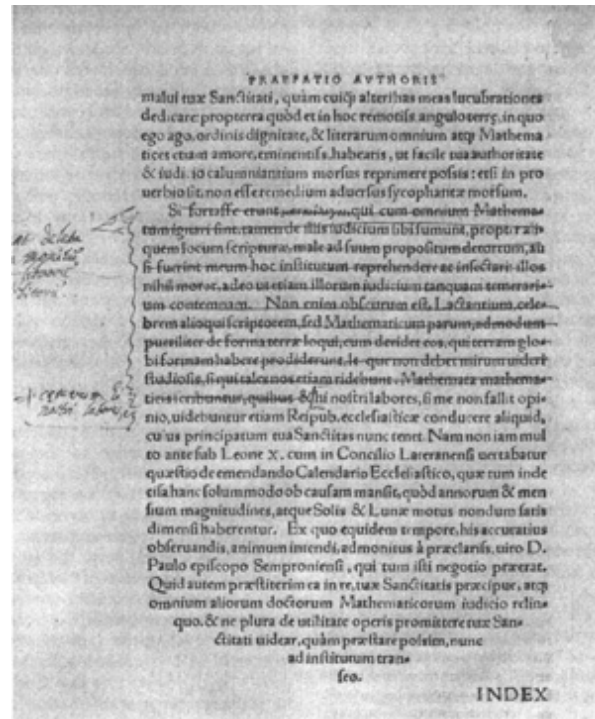 PRAEFATIO AVTHORIS
malui tuæ Sanctitati, quàm cuiq̃ alteri has meas lucubrationes
dedicare propterea quòd et in hoc remotiss. angulo terræ, in quo
ego ago, ordinis dignitate, & literarum omnium atq̃ Mathema
tices etiam amore, eminentiss. habearis, ut facile tua authoritate
& iudicio calumniantium morsus reprimere possis: etsi in pro
uerbio sit, non esse remedium aduersus sycophantæ morsum.
Si fortasse erunt qui cum omnium Mathema-
tum ignari sint, tamen de illis iudicium sibi sumunt, propter ali-
quem locum scripturæ, male ad suum propositum detortum, au
si fuerint meum hoc institutum reprehendere ac insectari: illos
nihil moror, adeo ut etiam illorum iudicium tanquam temerari-
um contemnam. Non enim obscurum est, Lactantium, cele-
brem alioqui scriptorem, sed Mathematicum parum, admodum
pueriliter de forma terræ loqui, cum deridet eos, qui terram glo-
bi formam habere prodiderunt. que non debet mirum uideri
studiosis, si qui tales nos etiam ridebunt. Mathemata mathema-
ticis scribuntur, quibus & hi nostri labores, si me non fallit opi-
nio, uidebuntur etiam Reipub. ecclesiasticæ conducere aliquid,
cuius principatum tua Sanctitas nunc tenet. Nam non iam mul
to ante sub Leone X. cum in Concilio Lateranensi uertabatur
quæstio de emendando Calendario Ecclesiastico, quæ tum inde
cisa hanc solummodo ob causam mansit, quòd annorum & men
sium magnitudines, atque Solis & Lunæ motus nondum satis
dimensi haberentur. Ex quo equidem tempore, his accuratius
obseruandis, animum intendi, admonitus à præclariss. uiro D.
Paulo episcopo Semproniensi, qui tum isti negotio præerat.
Quid autem præstiterim ea in re, tuæ Sanctitatis præcipue, atq̃
omnium aliorum doctorum Mathematicorum iudicio relin-
quo, & ne plura de utilitate operis promittere tuæ San-
ctitati uidear, quàm præstare possim, nunc
ad institutum tran-
seo.
INDEX